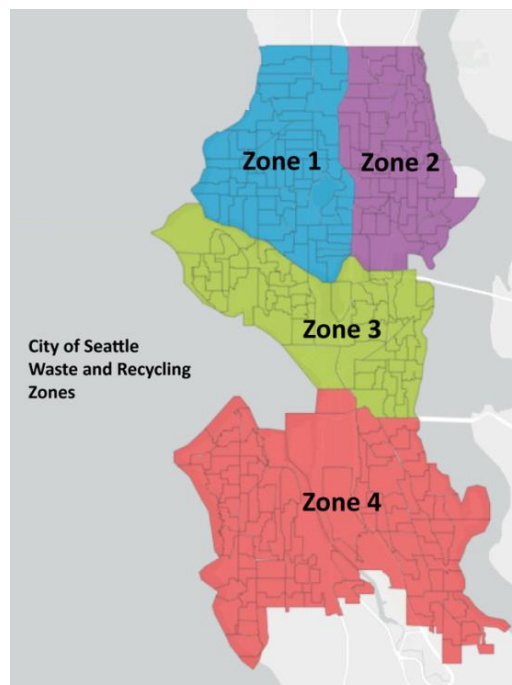 Zone 1
Zone 2
Zone 3
City of Seattle
Waste and Recycling
Zones
Zone 4